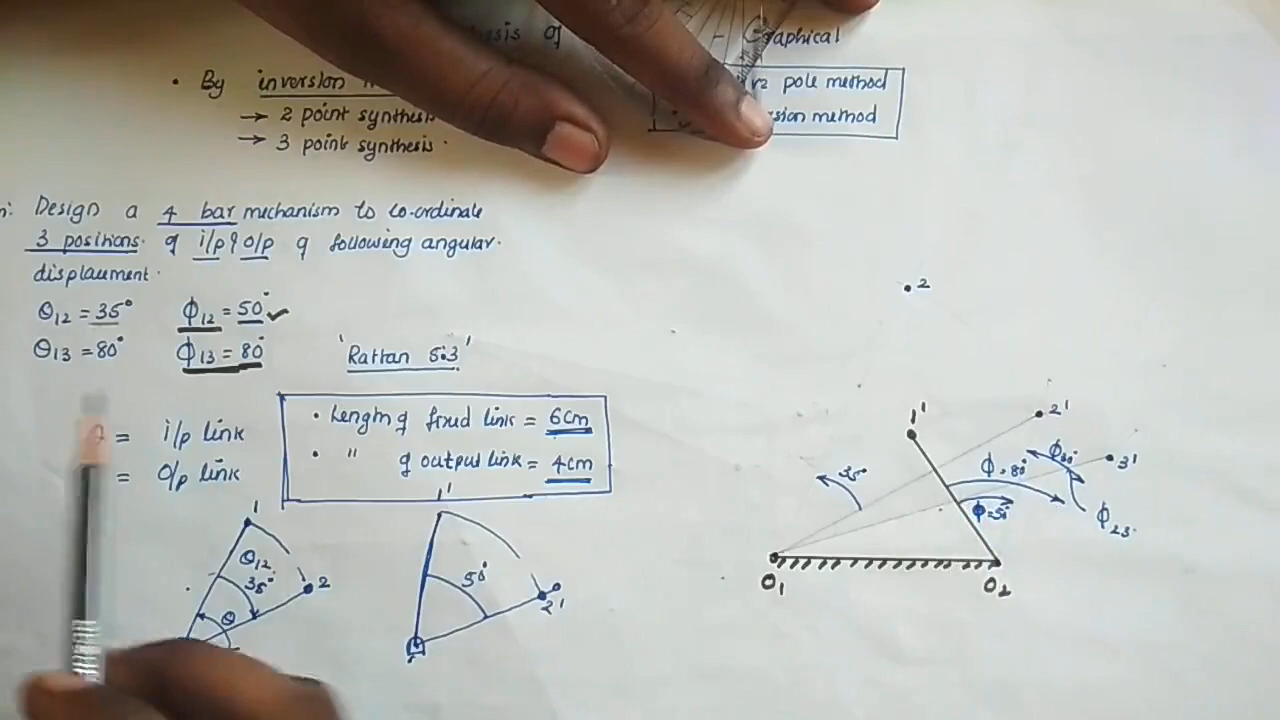 of
Graphical
pole method
method
• By inversion
→ 2 point synthesis
→ 3 point synthesis.
Design a 4 bar mechanism to co-ordinate
3 positions. of i/p & o/p of following angular.
displacement.
θ12 = 35° ϕ12 = 50° ✓
θ13 = 80° ϕ13 = 80°
'Rattan 5.3'
= i/p link
= o/p link
• Length of fixed link = 6cm
• " of output link = 4cm
1
θ12
35°
θ
2
1'
50°
2'
•2
1'
2'
3'
35°
ϕ=80°
ϕ=50°
ϕ30°
ϕ23.
O1
O2